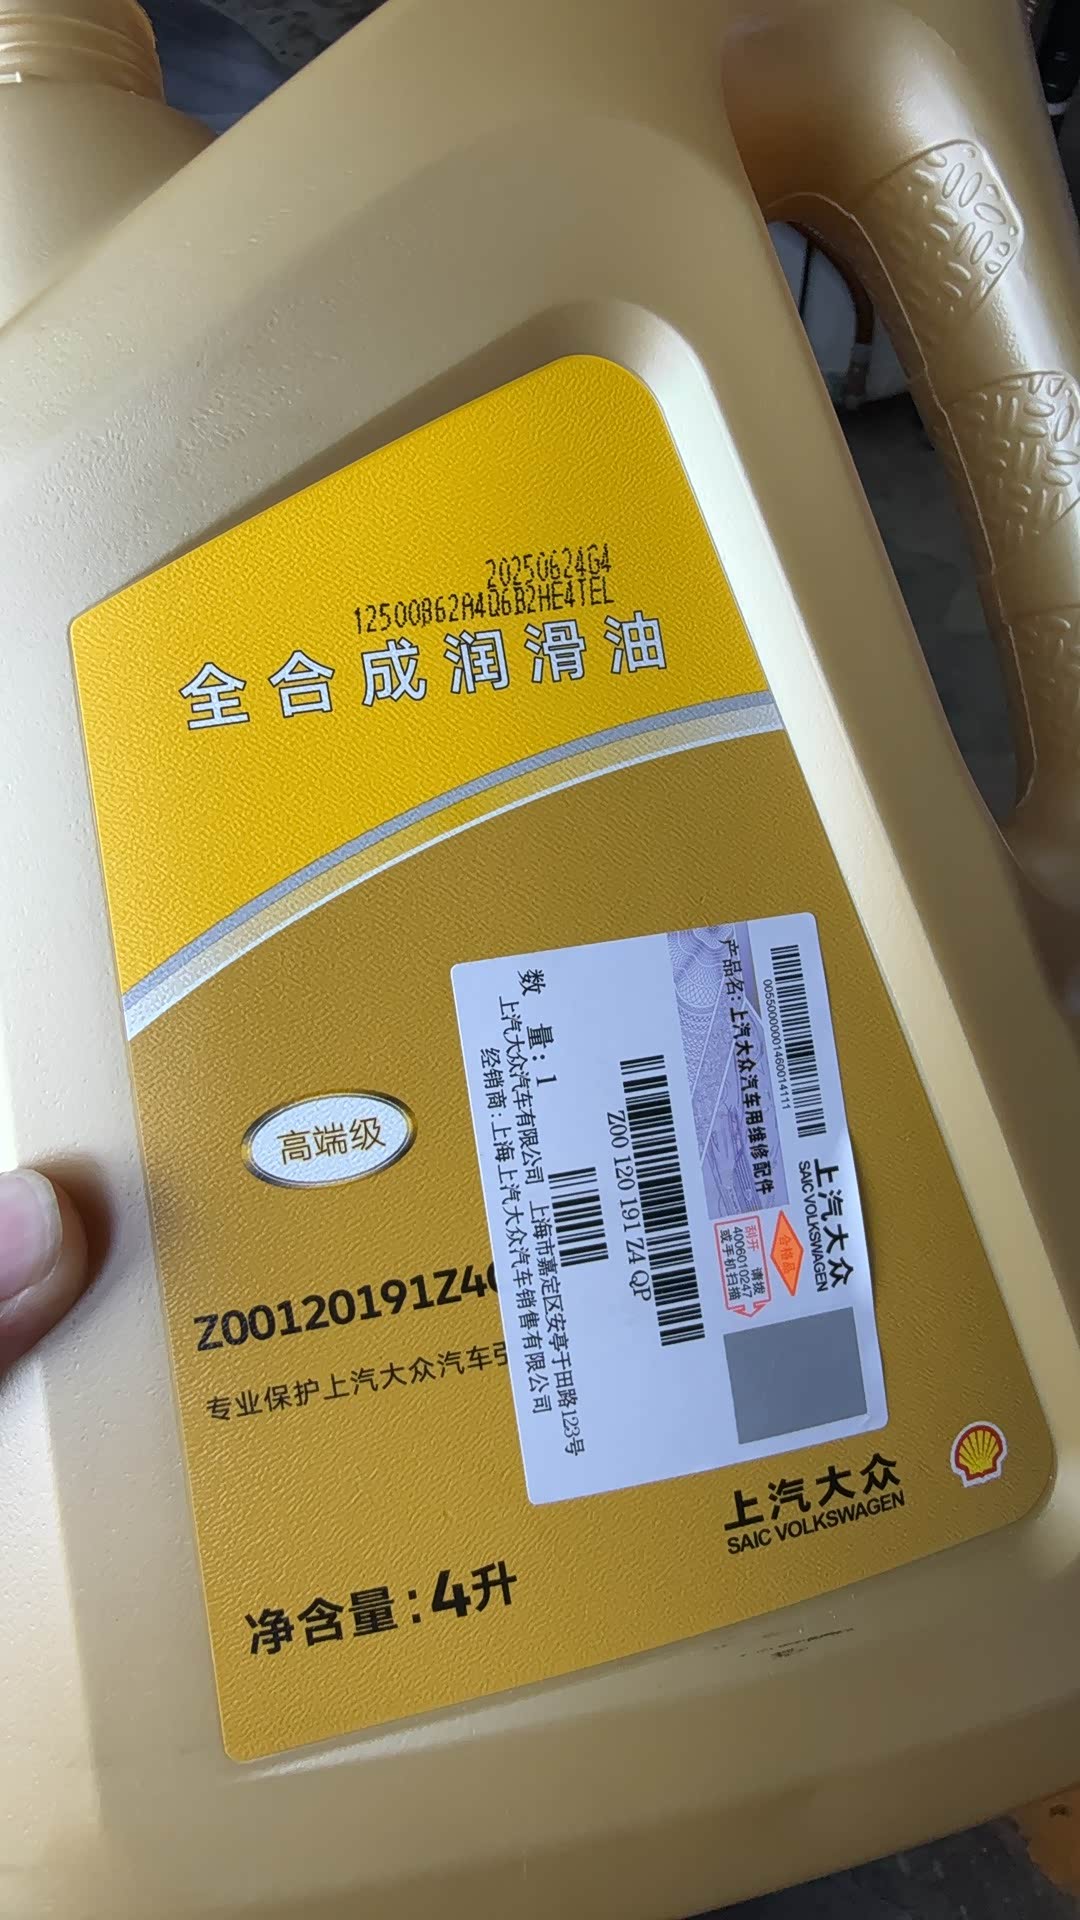 20250624G4
12500B62A4Q6B2HE4TEL
全合成润滑油
高端级
Z00120191Z4
专业保护上汽大众汽车
净含量:4升
上汽大众
SAIC VOLKSWAGEN
上汽大众
SAIC VOLKSWAGEN
合格品
刮开 请拨
4006010247
或手机扫描
0055000001460014111
产品名:上汽大众汽车用维修配件
Z00 120 191 Z4 QP
数 量:1
上汽大众汽车有限公司 上海市嘉定区安亭于田路123号
经销商:上海上汽大众汽车销售有限公司